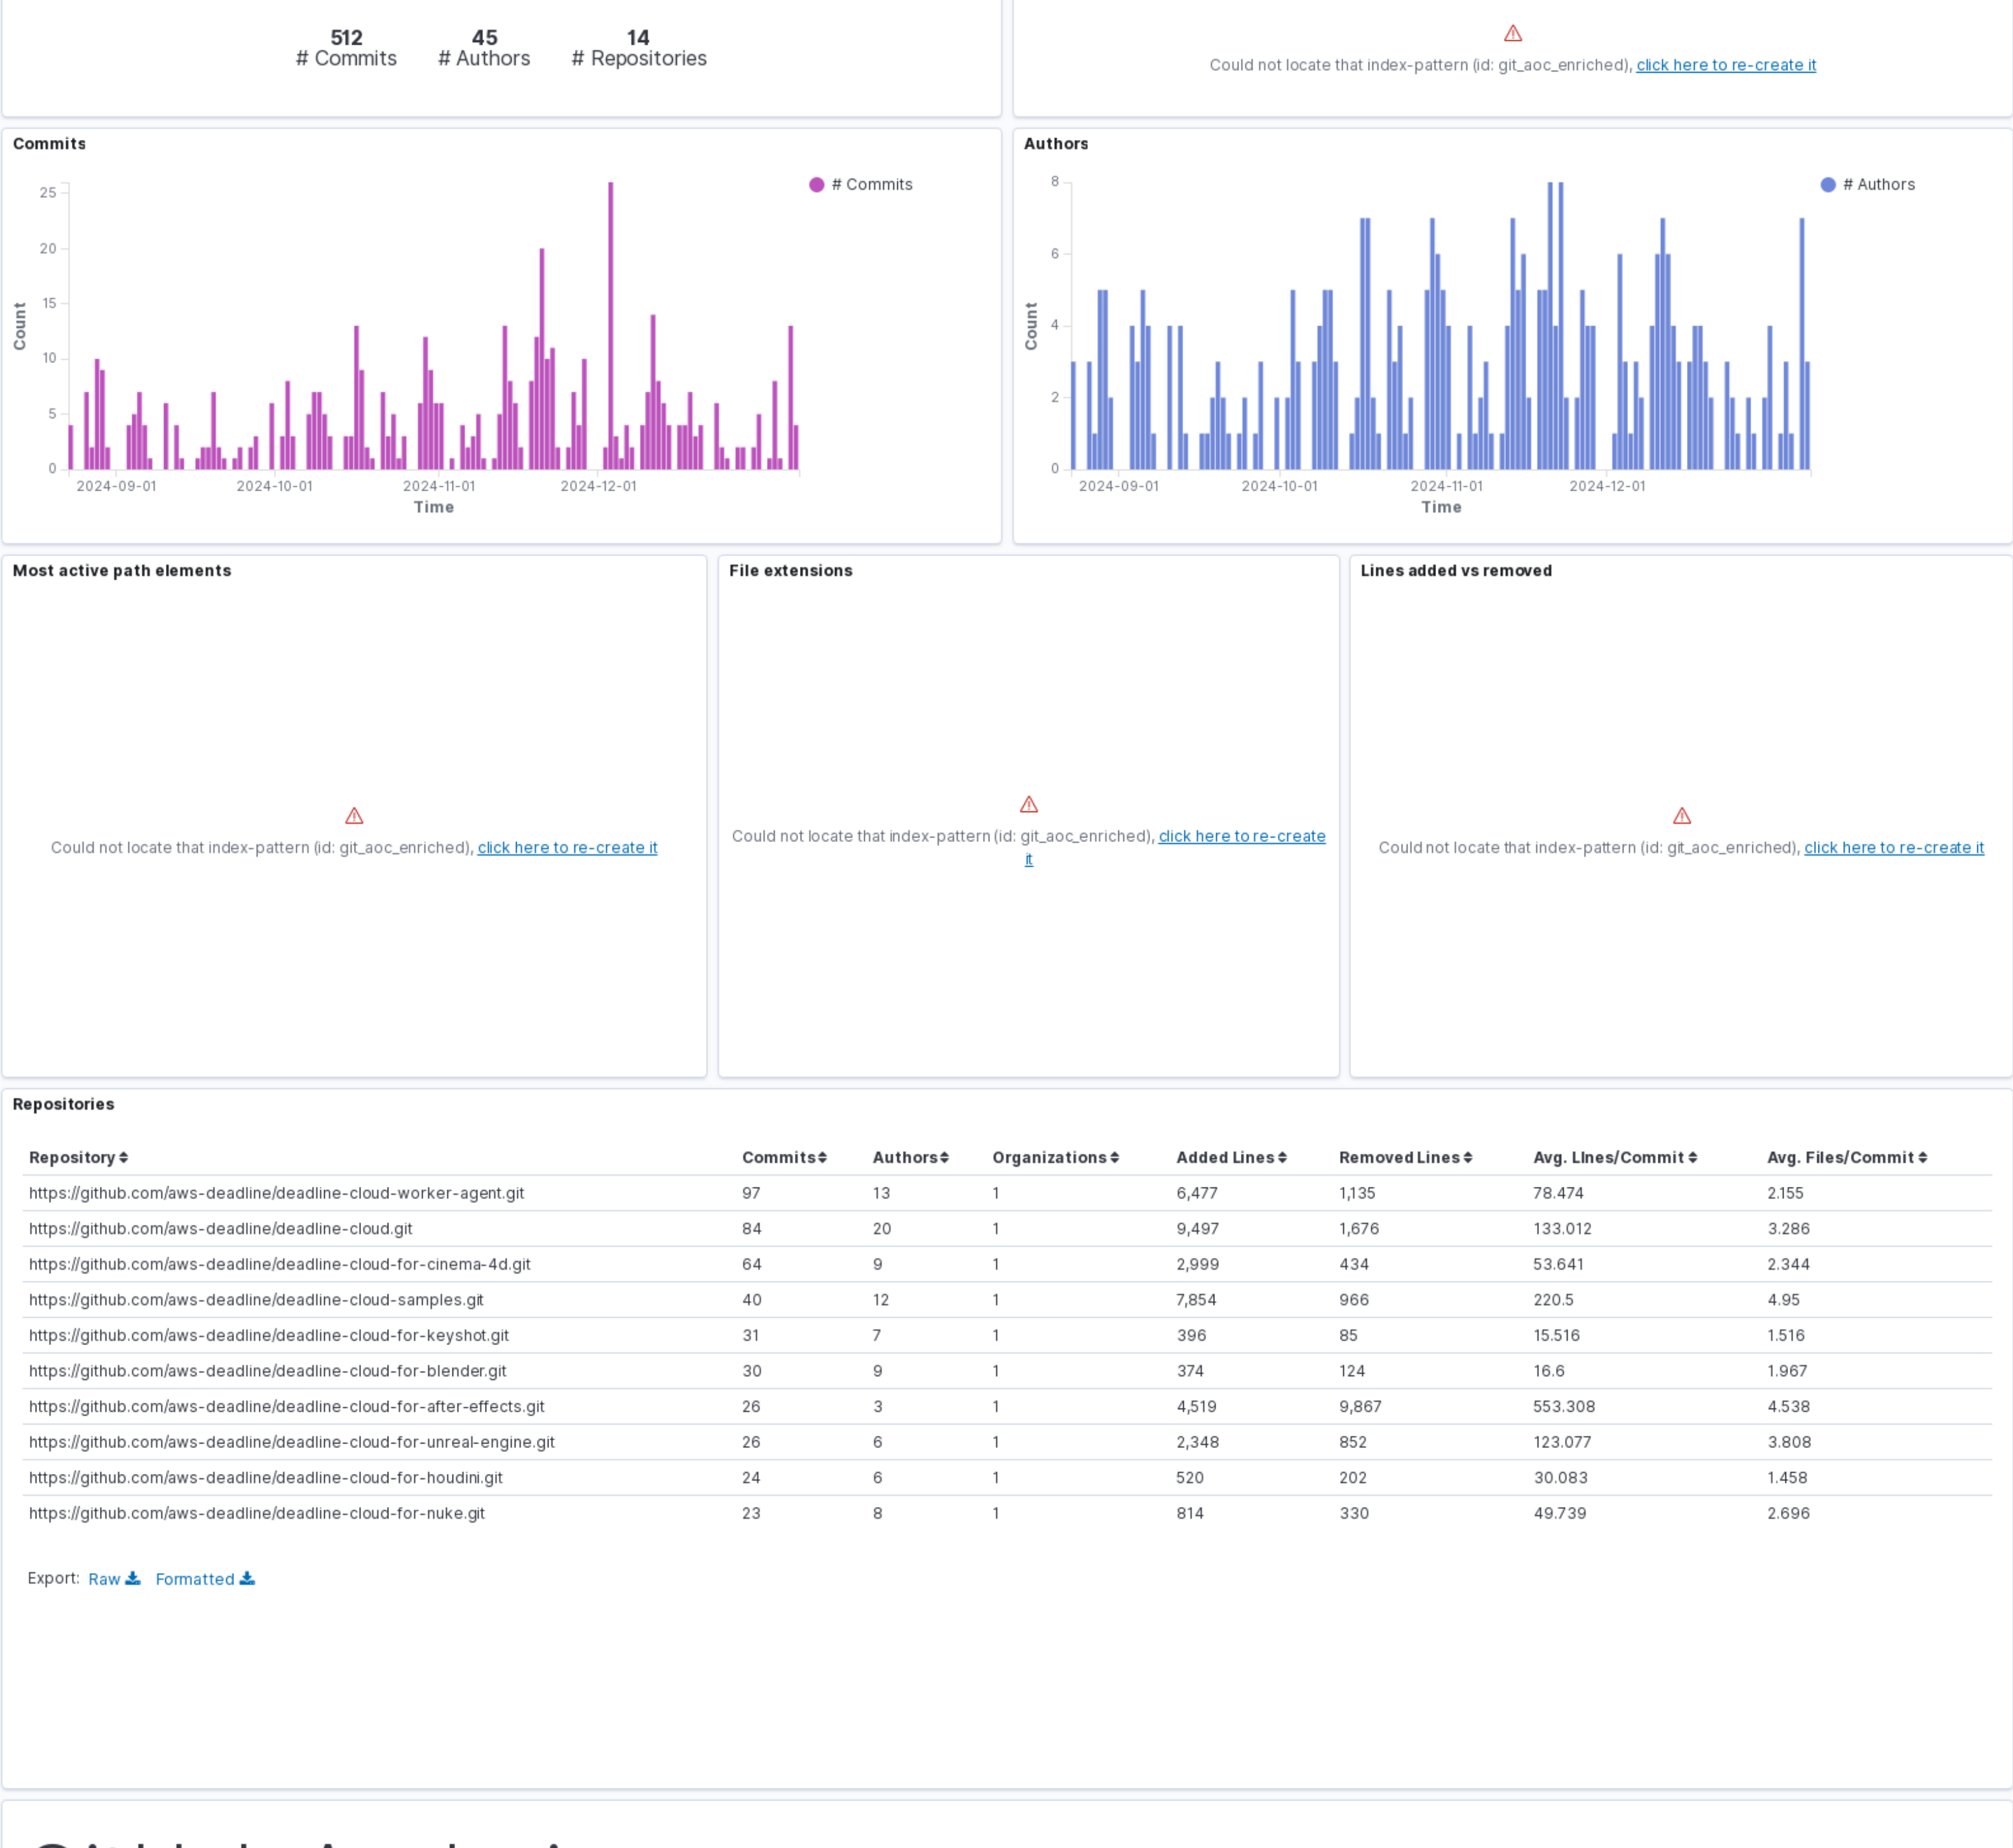 512 45 14
# Commits # Authors # Repositories
Could not locate that index-pattern (id: git_aoc_enriched), click here to re-create it
Commits
# Commits
25
20
15
10
5
0
Count
2024-09-01 2024-10-01 2024-11-01 2024-12-01
Time
Authors
# Authors
8
6
4
2
0
Count
2024-09-01 2024-10-01 2024-11-01 2024-12-01
Time
Most active path elements
Could not locate that index-pattern (id: git_aoc_enriched), click here to re-create it
File extensions
Could not locate that index-pattern (id: git_aoc_enriched), click here to re-create
it
Lines added vs removed
Could not locate that index-pattern (id: git_aoc_enriched), click here to re-create it
Repositories
Repository Commits Authors Organizations Added Lines Removed Lines Avg. LInes/Commit Avg. Files/Commit
https://github.com/aws-deadline/deadline-cloud-worker-agent.git 97 13 1 6,477 1,135 78.474 2.155
https://github.com/aws-deadline/deadline-cloud.git 84 20 1 9,497 1,676 133.012 3.286
https://github.com/aws-deadline/deadline-cloud-for-cinema-4d.git 64 9 1 2,999 434 53.641 2.344
https://github.com/aws-deadline/deadline-cloud-samples.git 40 12 1 7,854 966 220.5 4.95
https://github.com/aws-deadline/deadline-cloud-for-keyshot.git 31 7 1 396 85 15.516 1.516
https://github.com/aws-deadline/deadline-cloud-for-blender.git 30 9 1 374 124 16.6 1.967
https://github.com/aws-deadline/deadline-cloud-for-after-effects.git 26 3 1 4,519 9,867 553.308 4.538
https://github.com/aws-deadline/deadline-cloud-for-unreal-engine.git 26 6 1 2,348 852 123.077 3.808
https://github.com/aws-deadline/deadline-cloud-for-houdini.git 24 6 1 520 202 30.083 1.458
https://github.com/aws-deadline/deadline-cloud-for-nuke.git 23 8 1 814 330 49.739 2.696
Export: Raw Formatted